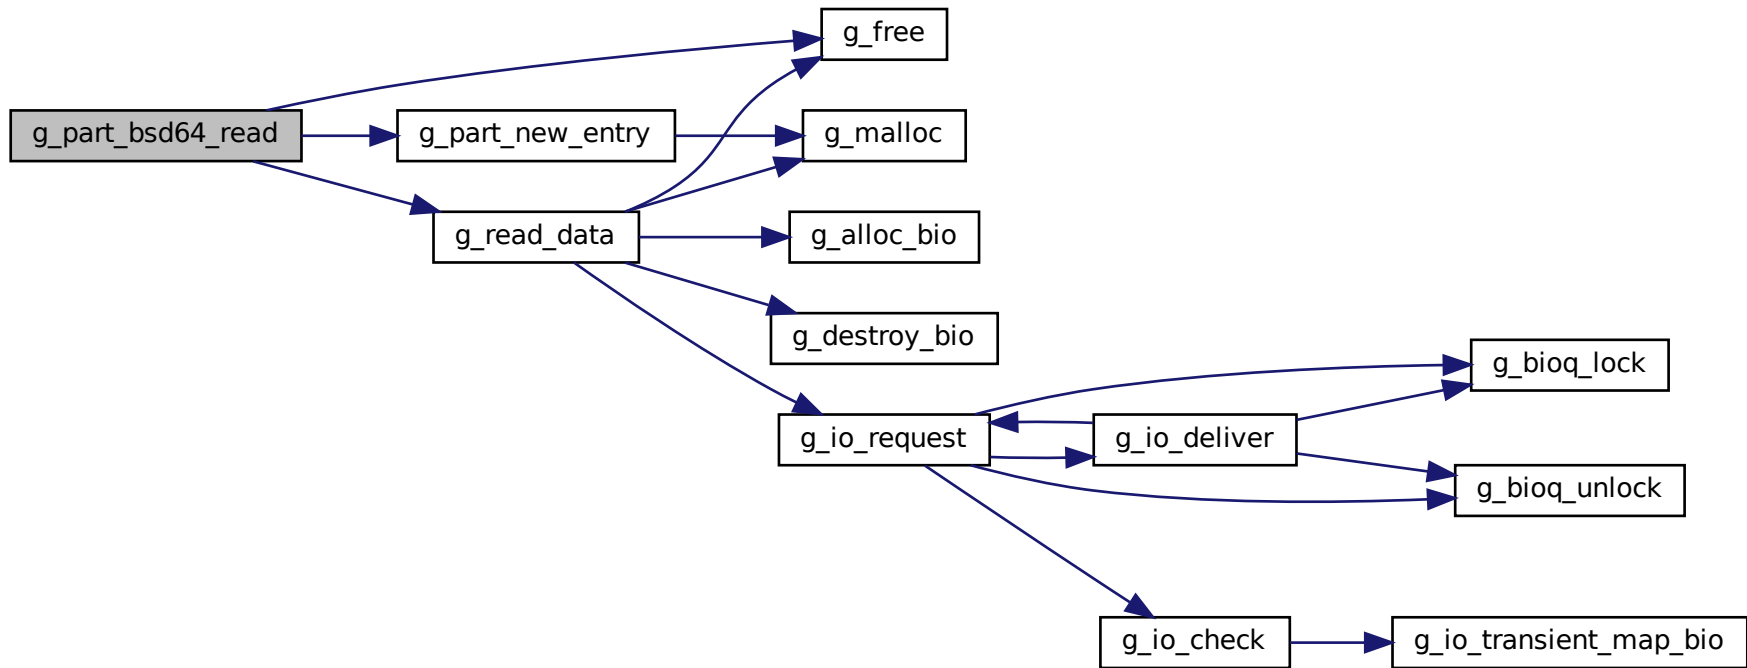 g_free
g_part_bsd64_read
g_part_new_entry
g_malloc
g_read_data
g_alloc_bio
g_destroy_bio
g_bioq_lock
g_io_request
g_io_deliver
g_bioq_unlock
g_io_check
g_io_transient_map_bio